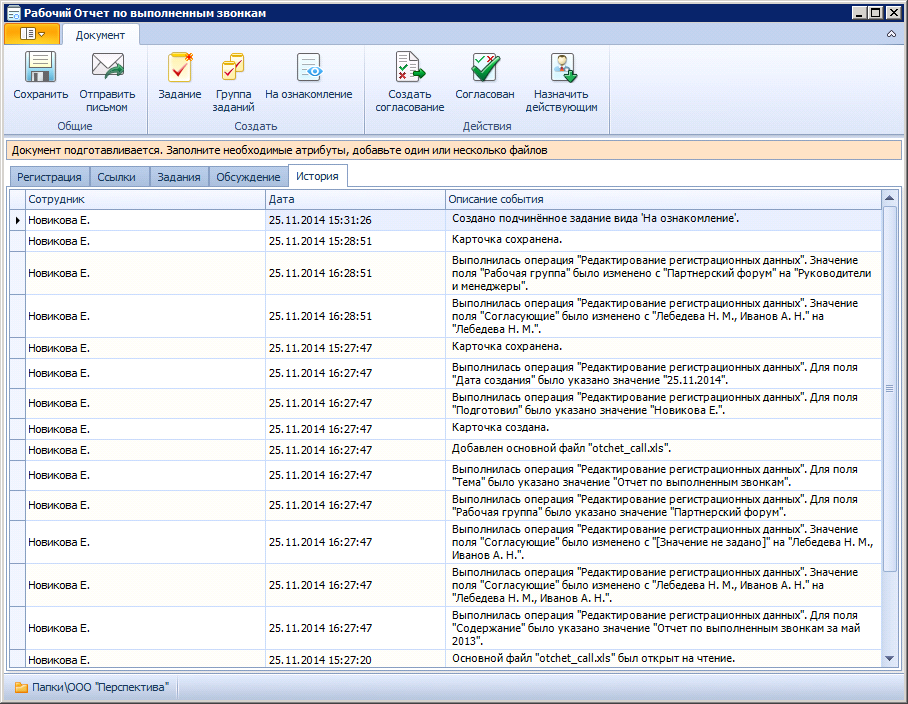 Рабочий Отчет по выполненным звонкам
Документ
Сохранить
Отправить
письмом
Общие
Задание
Группа
заданий
На ознакомление
Создать
Создать
согласование
Согласован
Назначить
действующим
Действия
Документ подготавливается. Заполните необходимые атрибуты, добавьте один или несколько файлов
Регистрация Ссылки Задания Обсуждение История
Сотрудник Дата Описание события
Новикова Е. 25.11.2014 15:31:26 Создано подчинённое задание вида 'На ознакомление'.
Новикова Е. 25.11.2014 15:28:51 Карточка сохранена.
Новикова Е. 25.11.2014 16:28:51 Выполнилась операция "Редактирование регистрационных данных". Значение
поля "Рабочая группа" было изменено с "Партнерский форум" на "Руководители
и менеджеры".
Новикова Е. 25.11.2014 16:28:51 Выполнилась операция "Редактирование регистрационных данных". Значение
поля "Согласующие" было изменено с "Лебедева Н. М., Иванов А. Н." на
"Лебедева Н. М.".
Новикова Е. 25.11.2014 15:27:47 Карточка сохранена.
Новикова Е. 25.11.2014 16:27:47 Выполнилась операция "Редактирование регистрационных данных". Для поля
"Дата создания" было указано значение "25.11.2014".
Новикова Е. 25.11.2014 16:27:47 Выполнилась операция "Редактирование регистрационных данных". Для поля
"Подготовил" было указано значение "Новикова Е.".
Новикова Е. 25.11.2014 16:27:47 Карточка создана.
Новикова Е. 25.11.2014 16:27:47 Добавлен основной файл "otchet_call.xls".
Новикова Е. 25.11.2014 16:27:47 Выполнилась операция "Редактирование регистрационных данных". Для поля
"Тема" было указано значение "Отчет по выполненным звонкам".
Новикова Е. 25.11.2014 16:27:47 Выполнилась операция "Редактирование регистрационных данных". Для поля
"Рабочая группа" было указано значение "Партнерский форум".
Новикова Е. 25.11.2014 16:27:47 Выполнилась операция "Редактирование регистрационных данных". Значение
поля "Согласующие" было изменено с "[Значение не задано]" на "Лебедева Н. М.,
Иванов А. Н.".
Новикова Е. 25.11.2014 16:27:47 Выполнилась операция "Редактирование регистрационных данных". Значение
поля "Согласующие" было изменено с "Лебедева Н. М., Иванов А. Н." на
"Лебедева Н. М., Иванов А. Н.".
Новикова Е. 25.11.2014 16:27:47 Выполнилась операция "Редактирование регистрационных данных". Для поля
"Содержание" было указано значение "Отчет по выполненным звонкам за май
2013".
Новикова Е. 25.11.2014 15:27:20 Основной файл "otchet_call.xls" был открыт на чтение.
Папки\ООО "Перспектива"